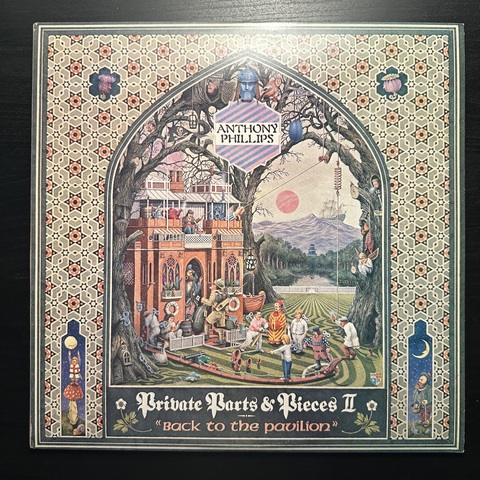 ANTHONY
PHILLIPS
Private Parts & Pieces II
"Back to the pavilion"